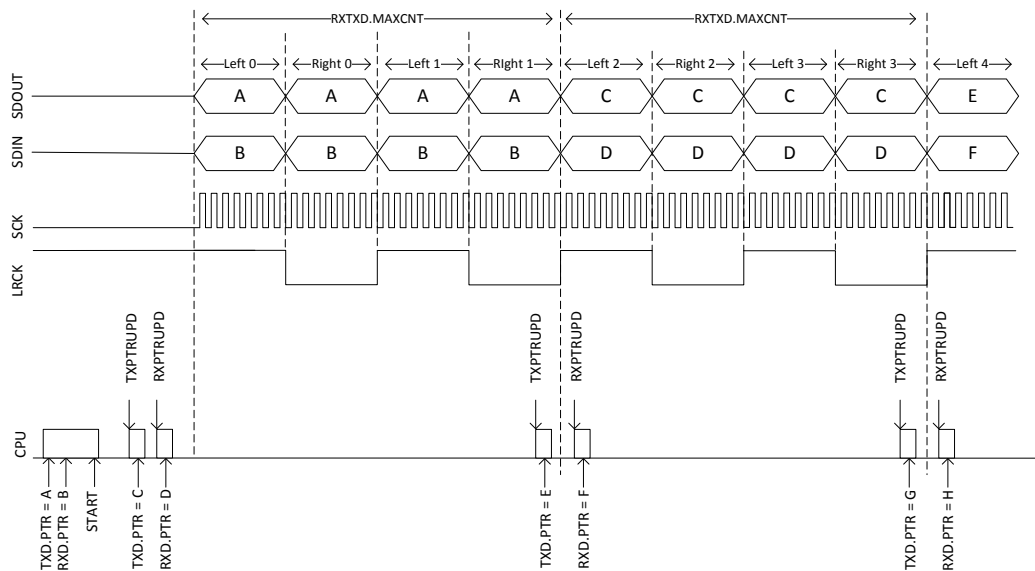 RXTXD.MAXCNT RXTXD.MAXCNT
Left 0 Right 0 Left 1 RIght 1 Left 2 Right 2 Left 3 Right 3 Left 4
SDOUT A A A A C C C C E
SDIN B B B B D D D D F
SCK
LRCK
TXPTRUPD RXPTRUPD TXPTRUPD RXPTRUPD TXPTRUPD RXPTRUPD
CPU
TXD.PTR = A RXD.PTR = B START TXD.PTR = C RXD.PTR = D TXD.PTR = E RXD.PTR = F TXD.PTR = G RXD.PTR = H